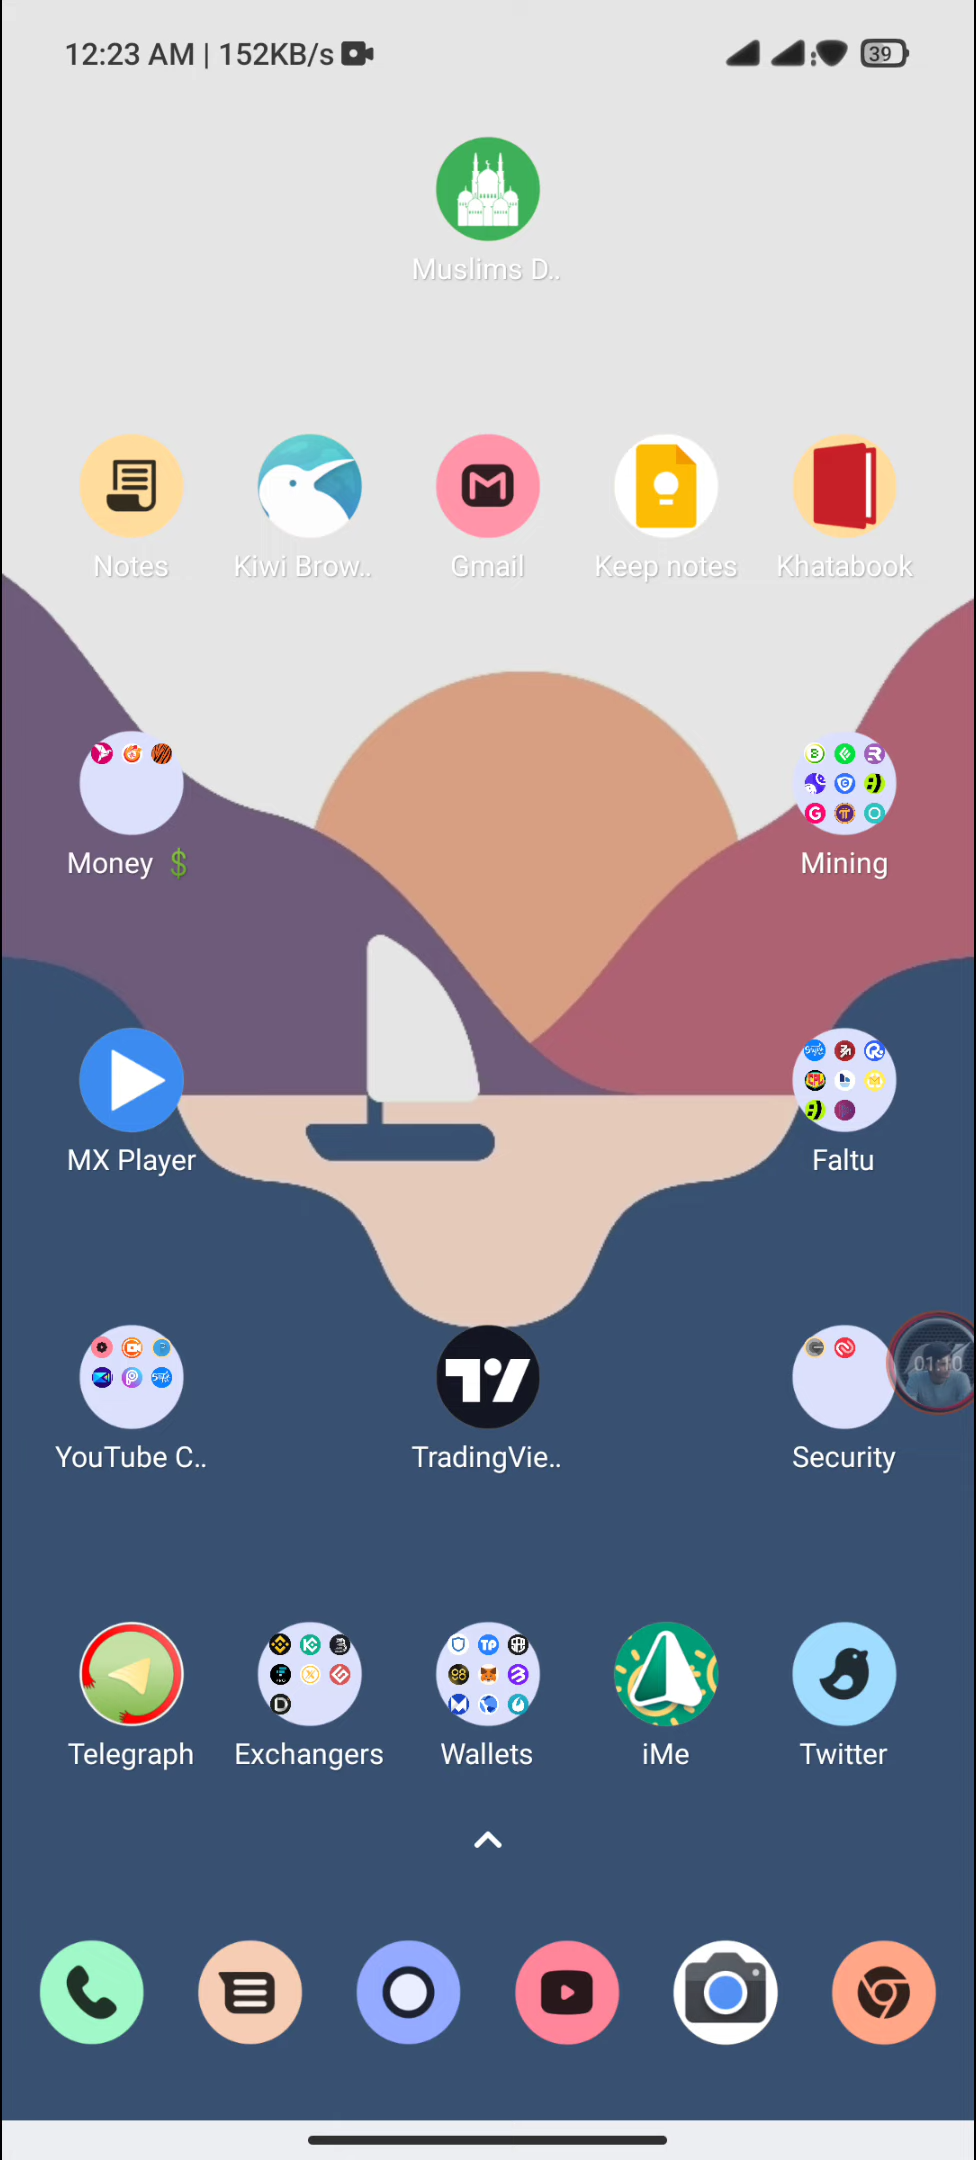 12:23 AM | 152KB/s
39
Muslims D..
Notes
Kiwi Brow..
Gmail
Keep notes
Khatabook
Money $
Mining
MX Player
Faltu
01:10
YouTube C..
TradingVie..
Security
Telegraph
Exchangers
Wallets
iMe
Twitter